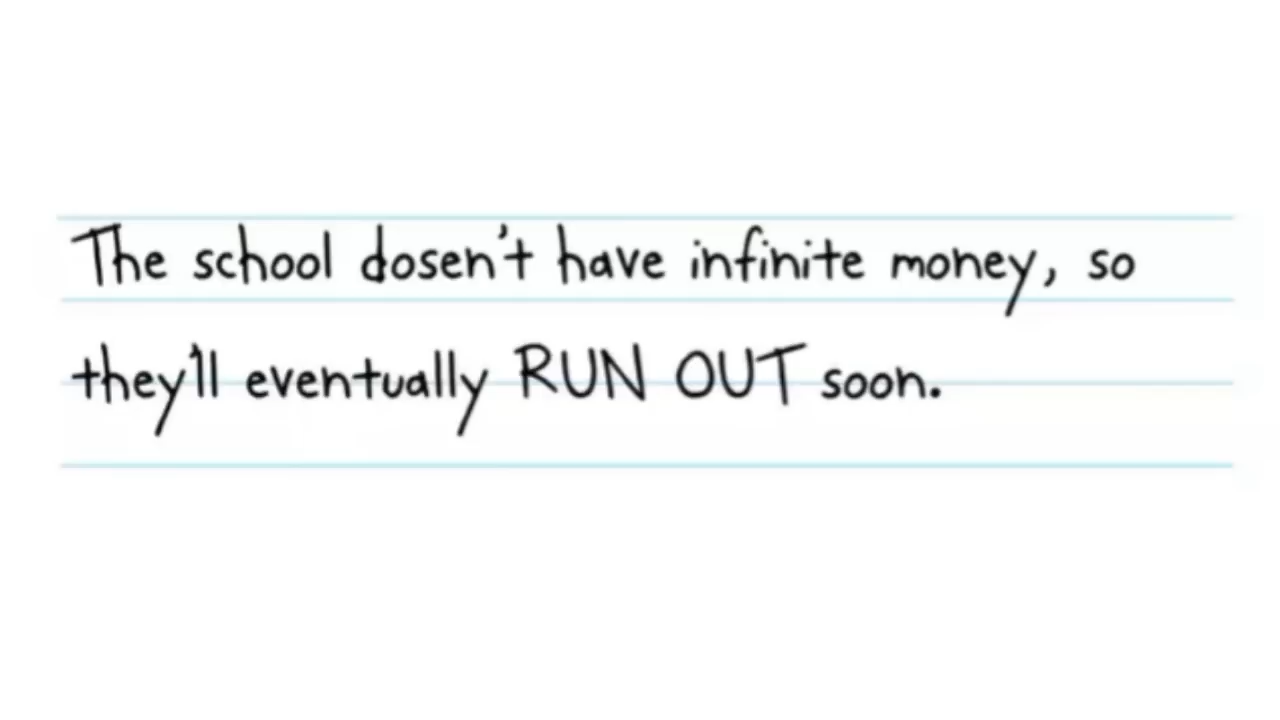 The school dosen't have infinite money, so
they'll eventually RUN OUT soon.